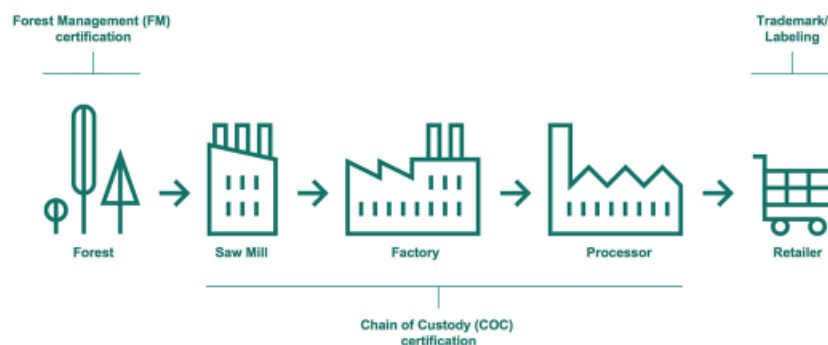 Forest Management (FM)
certification
Trademark/
Labeling
Forest
Saw Mill
Factory
Processor
Retailer
Chain of Custody (COC)
certification